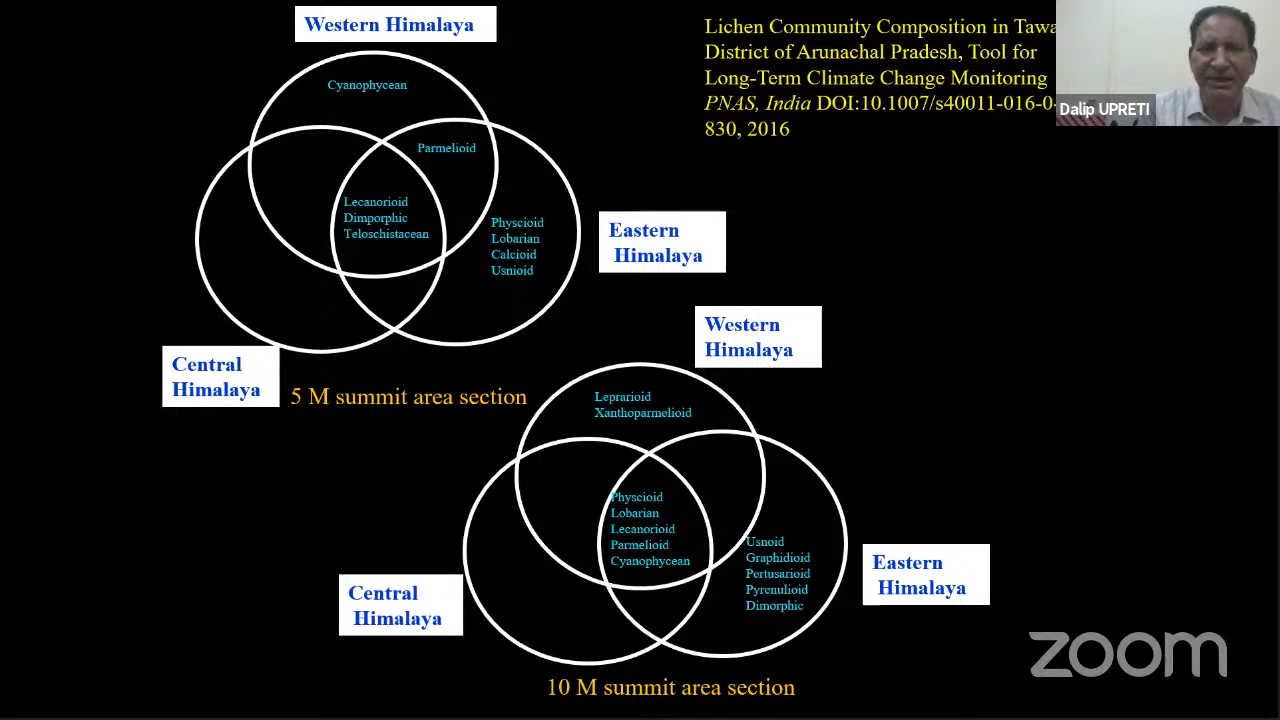 Western Himalaya
Cyanophycean
Parmelioid
Lecanorioid
Dimporphic
Teloschistacean
Physcioid
Lobarian
Calcioid
Usnioid
Eastern
Himalaya
Central
Himalaya
5 M summit area section
Lichen Community Composition in Tawa
District of Arunachal Pradesh, Tool for
Long-Term Climate Change Monitoring
PNAS, India DOI:10.1007/s40011-016-0-
830, 2016
Dalip UPRETI
Western
Himalaya
Leprarioid
Xanthoparmelioid
Physcioid
Lobarian
Lecanorioid
Parmelioid
Cyanophycean
Usnoid
Graphidioid
Pertusarioid
Pyrenulioid
Dimorphic
Eastern
Himalaya
Central
Himalaya
10 M summit area section
zoom